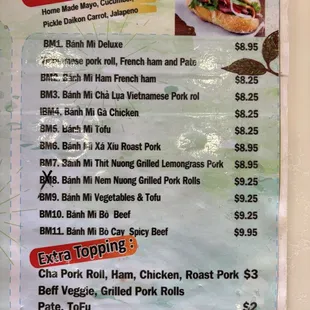 Home Made Mayo, Cucumber,
Pickle Daikon Carrot, Jalapeno
BM1. Bánh Mì Deluxe $8.95
Vietnamese pork roll, French ham and Pate
BM2. Bánh Mì Ham French ham $8.25
BM3. Bánh Mì Chả Lụa Vietnamese Pork rol $8.25
IBM4. Bánh Mì Gà Chicken $8.25
BM5. Bánh Mì Tofu $8.25
BM6. Bánh Mì Xá Xíu Roast Pork $8.95
BM7. Bánh Mì Thit Nuong Grilled Lemongrass Pork $8.95
BM8. Bánh Mì Nem Nuong Grilled Pork Rolls $9.25
BM9. Bánh Mì Vegetables & Tofu $9.25
BM10. Bánh Mì Bò Beef $9.25
BM11. Bánh Mì Bò Cay Spicy Beef $9.95
Extra Topping :
Cha Pork Roll, Ham, Chicken, Roast Pork $3
Beff Veggie, Grilled Pork Rolls
Pate, ToFu $2